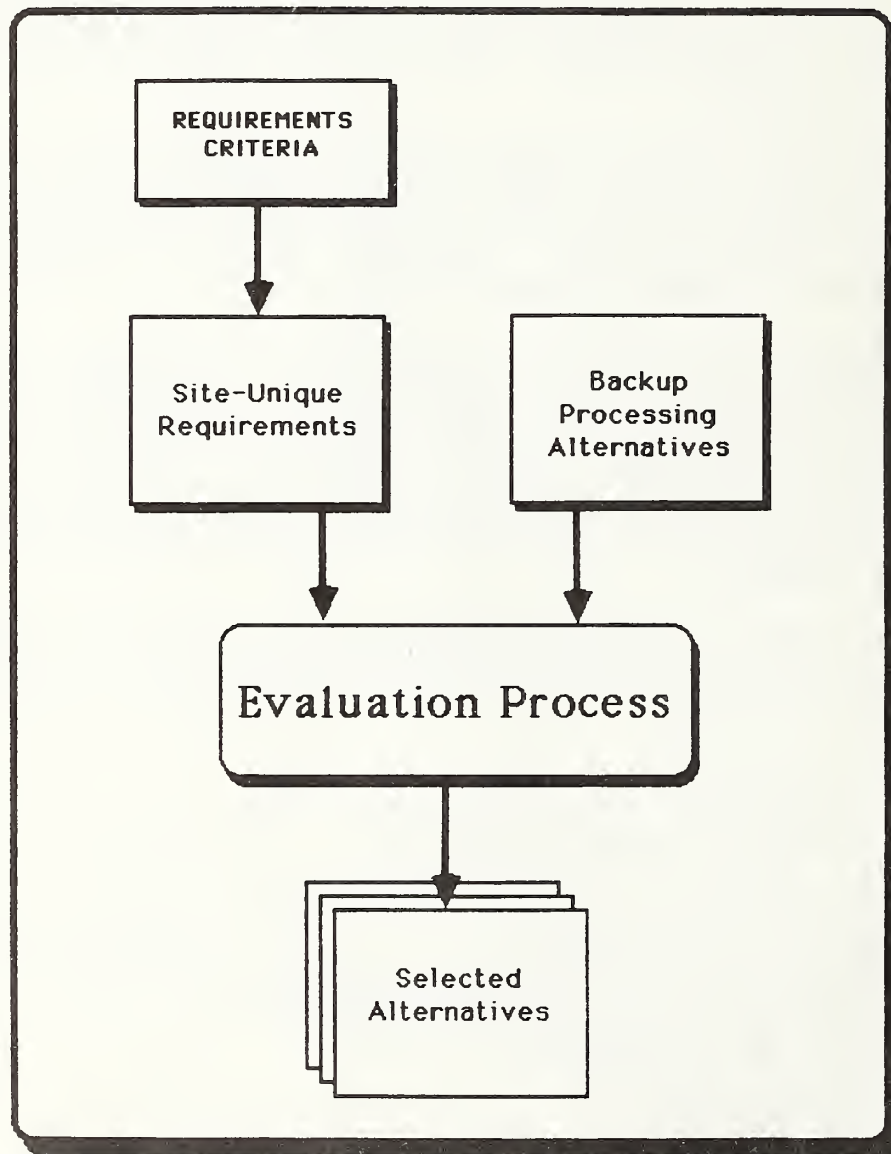 REQUIREMENTS
CRITERIA
Site-Unique
Requirements
Backup
Processing
Alternatives
Evaluation Process
Selected
Alternatives